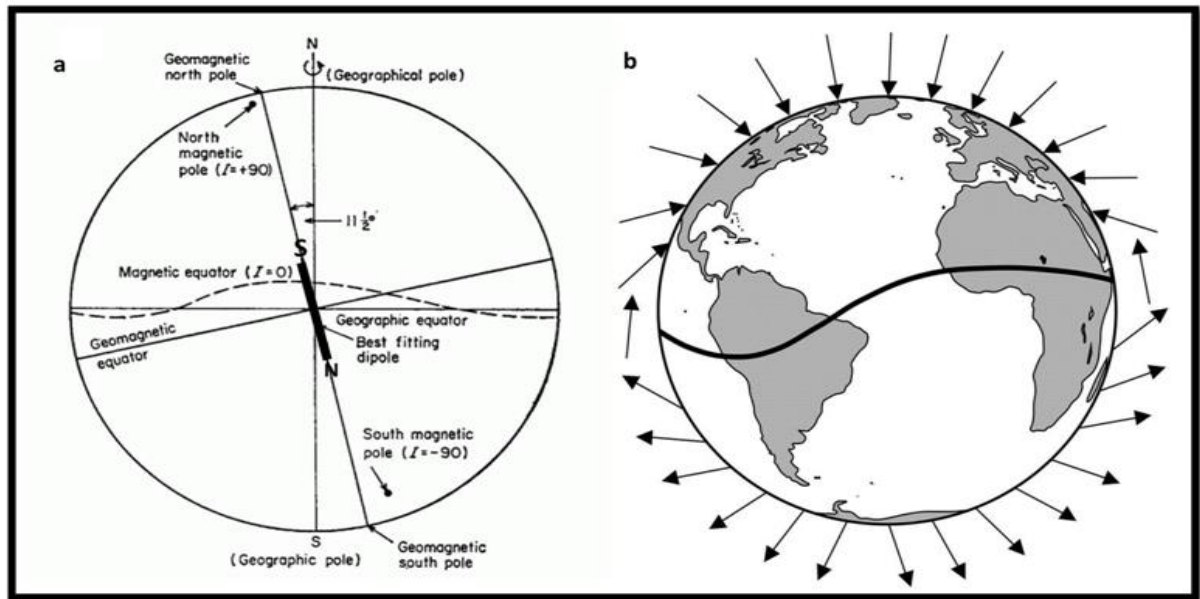 a
N
(Geographical pole)
Geomagnetic
north pole
North
magnetic
pole (I=+90)
11 1/2°
S
Magnetic equator (I=0)
Geographic equator
Best fitting
dipole
Geomagnetic
equator
N
South magnetic
pole (I=-90)
S
(Geographic pole)
Geomagnetic
south pole
b